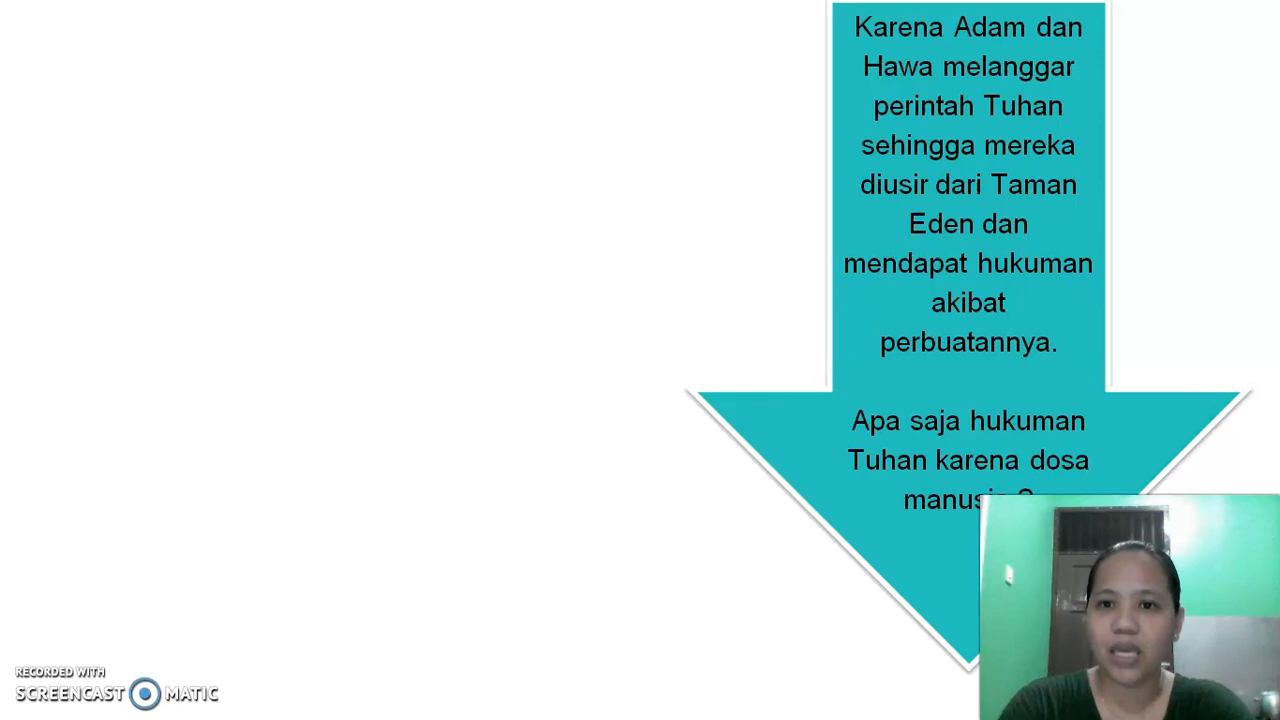 Karena Adam dan
Hawa melanggar
perintah Tuhan
sehingga mereka
diusir dari Taman
Eden dan
mendapat hukuman
akibat
perbuatannya.
Apa saja hukuman
Tuhan karena dosa
manusia ?
RECORDED WITH
SCREENCAST MATIC